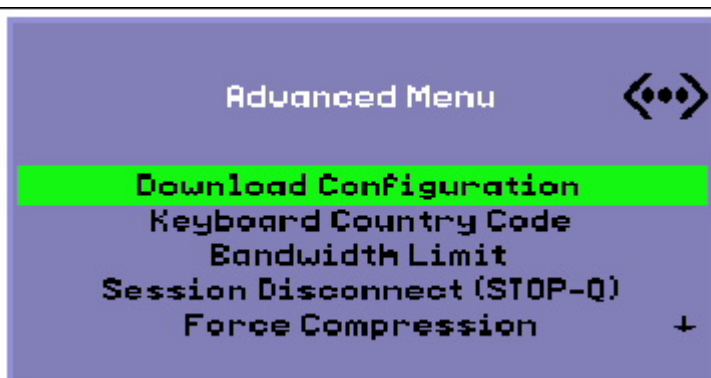 Advanced Menu
Download Configuration
Keyboard Country Code
Bandwidth Limit
Session Disconnect (STOP-Q)
Force Compression